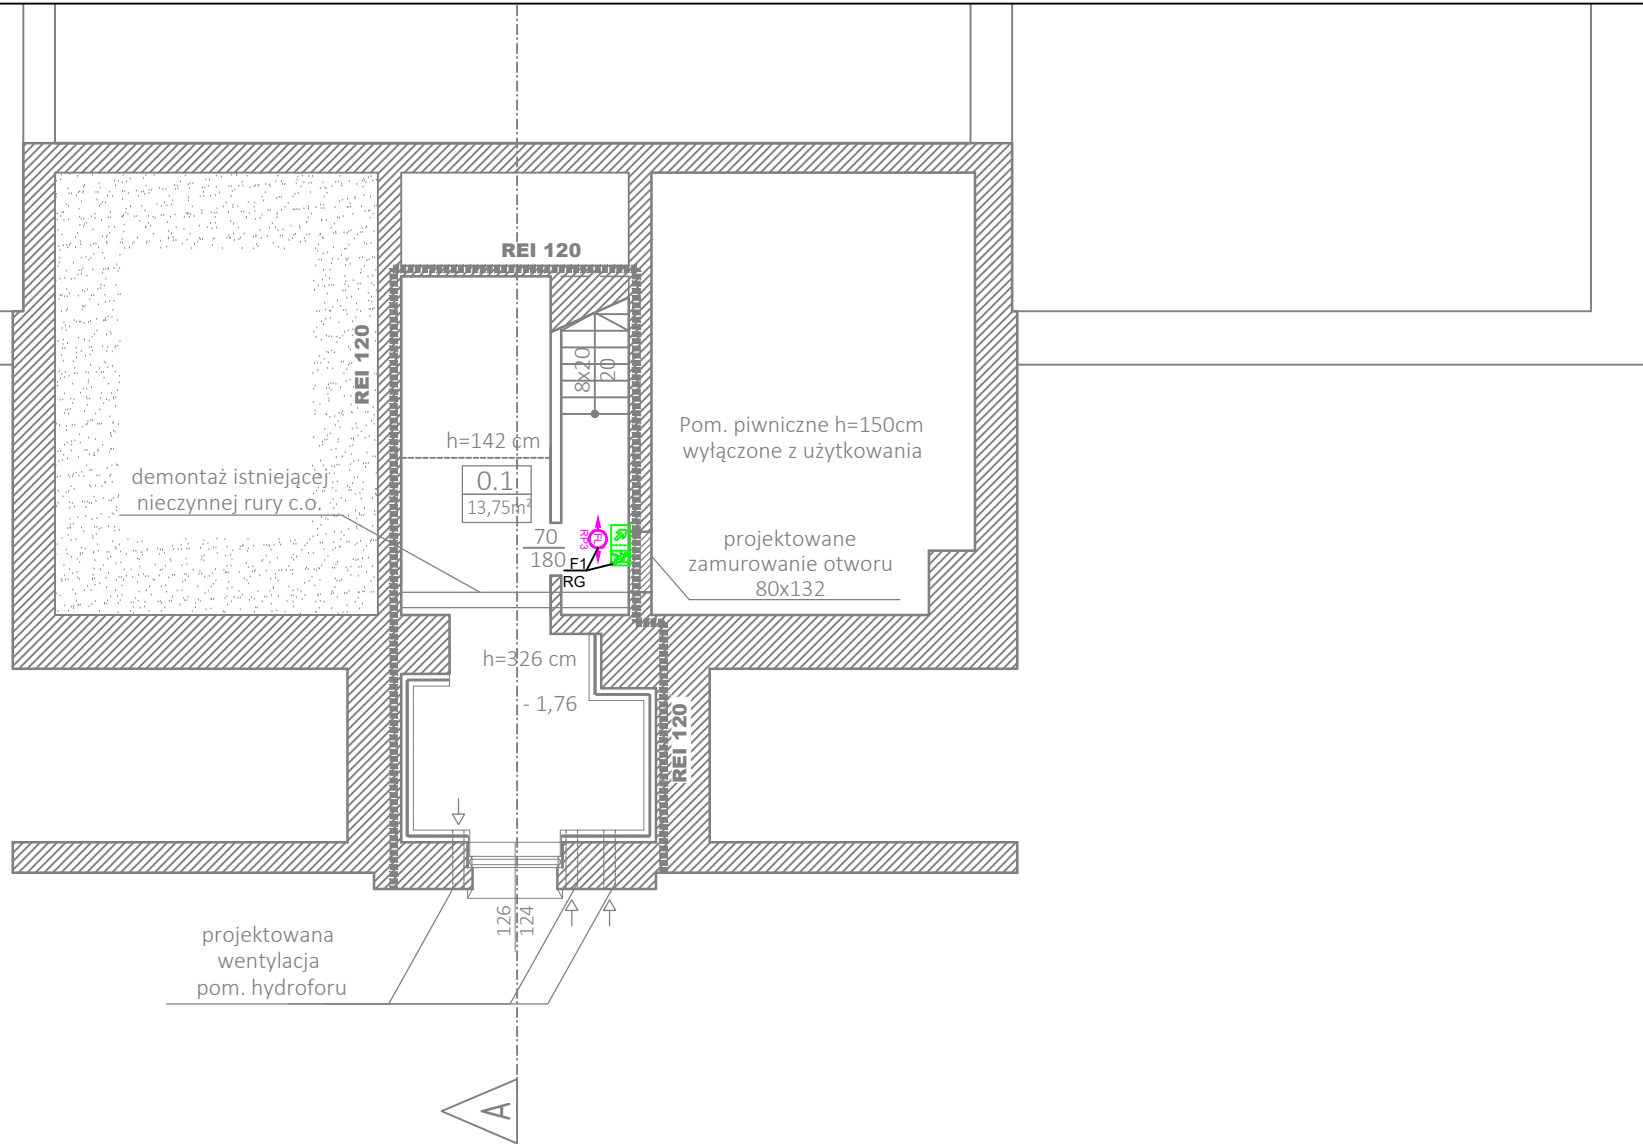 REI 120
REI 120
8x20
20
h=142 cm
Pom. piwniczne h=150cm
wyłączone z użytkowania
demontaż istniejącej
nieczynnej rury c.o.
0.1
13,75m²
70
180
RP3
F1
RG
projektowane
zamurowanie otworu
80x132
h=326 cm
- 1,76
REI 120
126
124
projektowana
wentylacja
pom. hydroforu
A